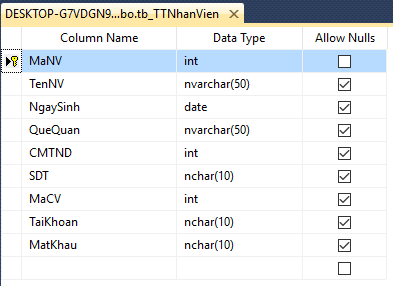 DESKTOP-G7VDGN9...bo.tb_TTNhanVien
Column Name Data Type Allow Nulls
MaNV int
TenNV nvarchar(50)
NgaySinh date
QueQuan nvarchar(50)
CMTND int
SDT nchar(10)
MaCV int
TaiKhoan nchar(10)
MatKhau nchar(10)